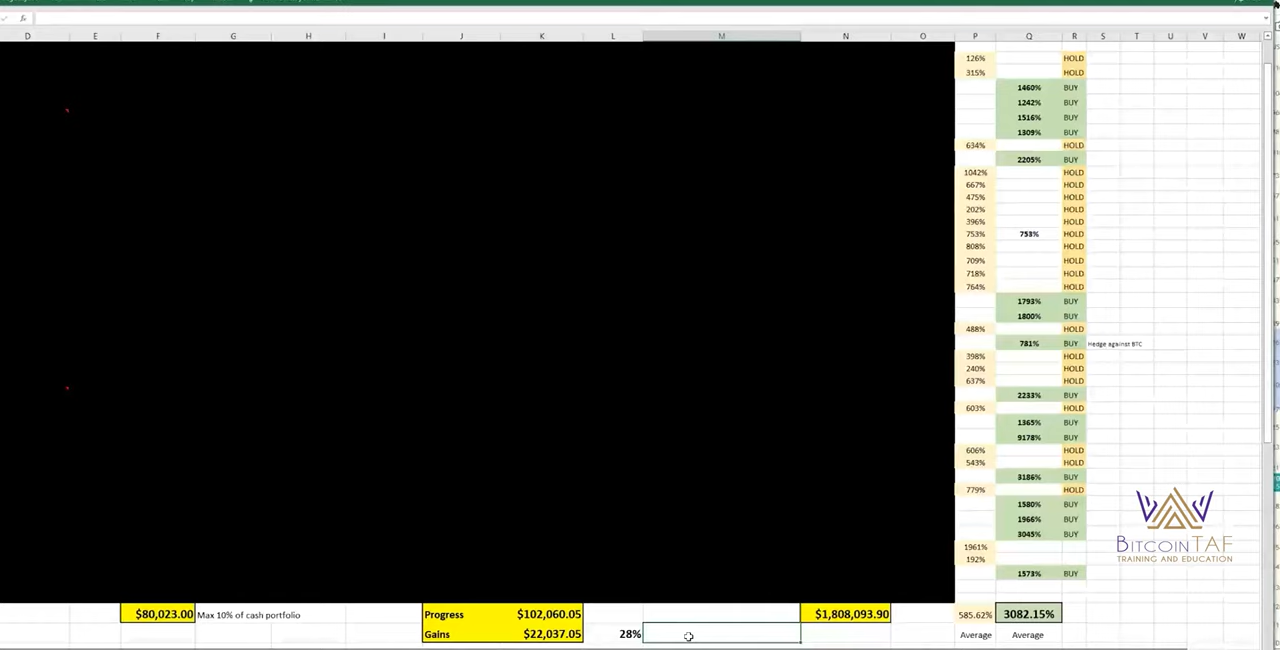 fx
D E F G H I J K L M N O P Q R S T U V W
126% HOLD
315% HOLD
1460% BUY
1242% BUY
1516% BUY
1309% BUY
634% HOLD
2205% BUY
1042% HOLD
667% HOLD
475% HOLD
202% HOLD
396% HOLD
753% 753% HOLD
808% HOLD
709% HOLD
718% HOLD
764% HOLD
1793% BUY
1800% BUY
488% HOLD
781% BUY Hedge against BTC
398% HOLD
240% HOLD
637% HOLD
2233% BUY
603% HOLD
1365% BUY
9178% BUY
606% HOLD
543% HOLD
3186% BUY
779% HOLD
1580% BUY
1966% BUY
3045% BUY
1961%
192%
1573% BUY
BITCOINTAF
TRAINING AND EDUCATION
$80,023.00 Max 10% of cash portfolio Progress $102,060.05 $1,808,093.90 585.62% 3082.15%
Gains $22,037.05 28% Average Average